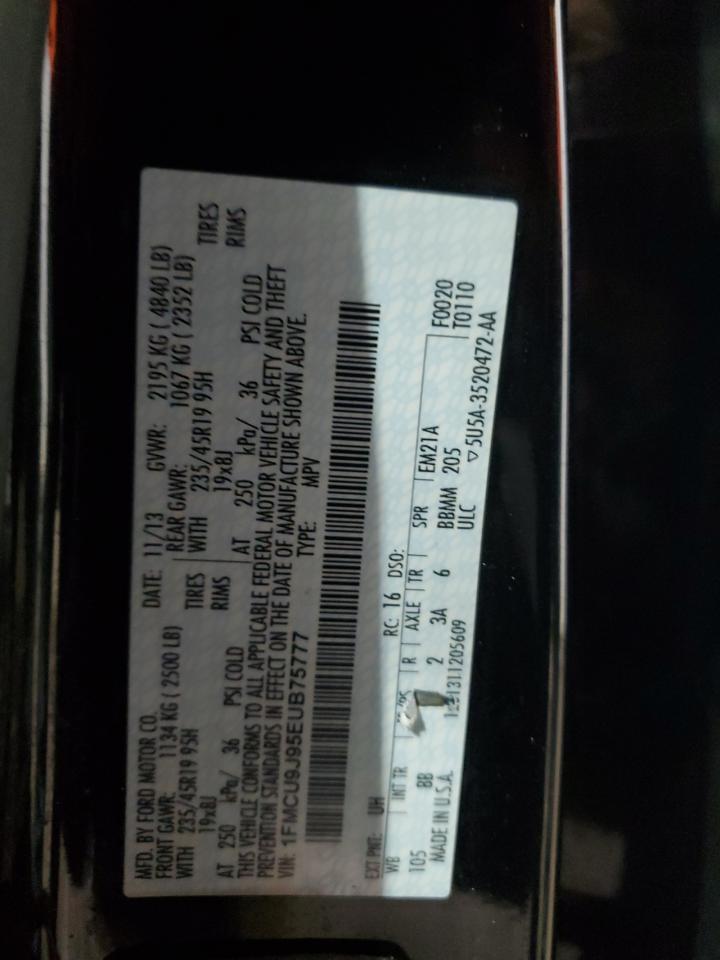 MFD. BY FORD MOTOR CO.
DATE: 11/13 GVWR: 2195 KG ( 4840 LB)
FRONT GAWR: 1134 KG ( 2500 LB)
REAR GAWR: 1067 KG ( 2352 LB)
WITH 235/45R19 95H TIRES
WITH 235/45R19 95H TIRES
19x8J RIMS
19x8J RIMS
AT 250 kPa/ 36 PSI COLD
AT 250 kPa/ 36 PSI COLD
THIS VEHICLE CONFORMS TO ALL APPLICABLE FEDERAL MOTOR VEHICLE SAFETY AND THEFT
PREVENTION STANDARDS IN EFFECT ON THE DATE OF MANUFACTURE SHOWN ABOVE.
VIN: 1FMCU9J95EUB75777
TYPE: MPV
EXT PNT: UH RC: 16 DSO:
WB INT TR R AXLE TR SPR EM21A F0020
105 BB 2 3A 6 BBMM 205 T0110
MADE IN U.S.A. ULC ▽5U5A-3520472-AA